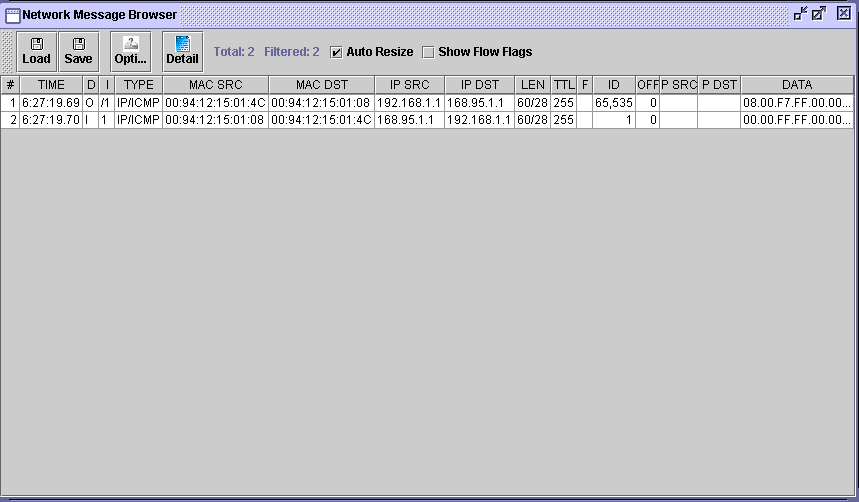 Network Message Browser
Load Save Opti... Detail Total: 2 Filtered: 2 Auto Resize Show Flow Flags
# TIME D I TYPE MAC SRC MAC DST IP SRC IP DST LEN TTL F ID OFF P SRC P DST DATA
1 6:27:19.69 O /1 IP/ICMP 00:94:12:15:01:4C 00:94:12:15:01:08 192.168.1.1 168.95.1.1 60/28 255 65,535 0 08.00.F7.FF.00.00...
2 6:27:19.70 I 1 IP/ICMP 00:94:12:15:01:08 00:94:12:15:01:4C 168.95.1.1 192.168.1.1 60/28 255 1 0 00.00.FF.FF.00.00...